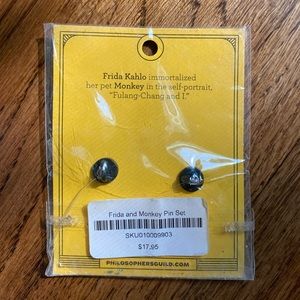 Frida Kahlo immortalized
her pet Monkey in the self-portrait,
"Fulang-Chang and I."
Frida and Monkey Pin Set
SKU010009903
$17.95
PHILOSOPHERSGUILD.COM